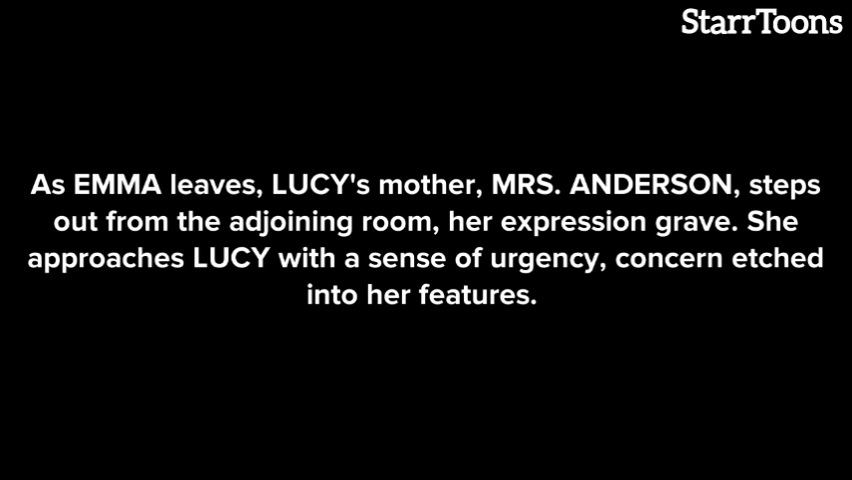 StarrToons
As EMMA leaves, LUCY's mother, MRS. ANDERSON, steps
out from the adjoining room, her expression grave. She
approaches LUCY with a sense of urgency, concern etched
into her features.